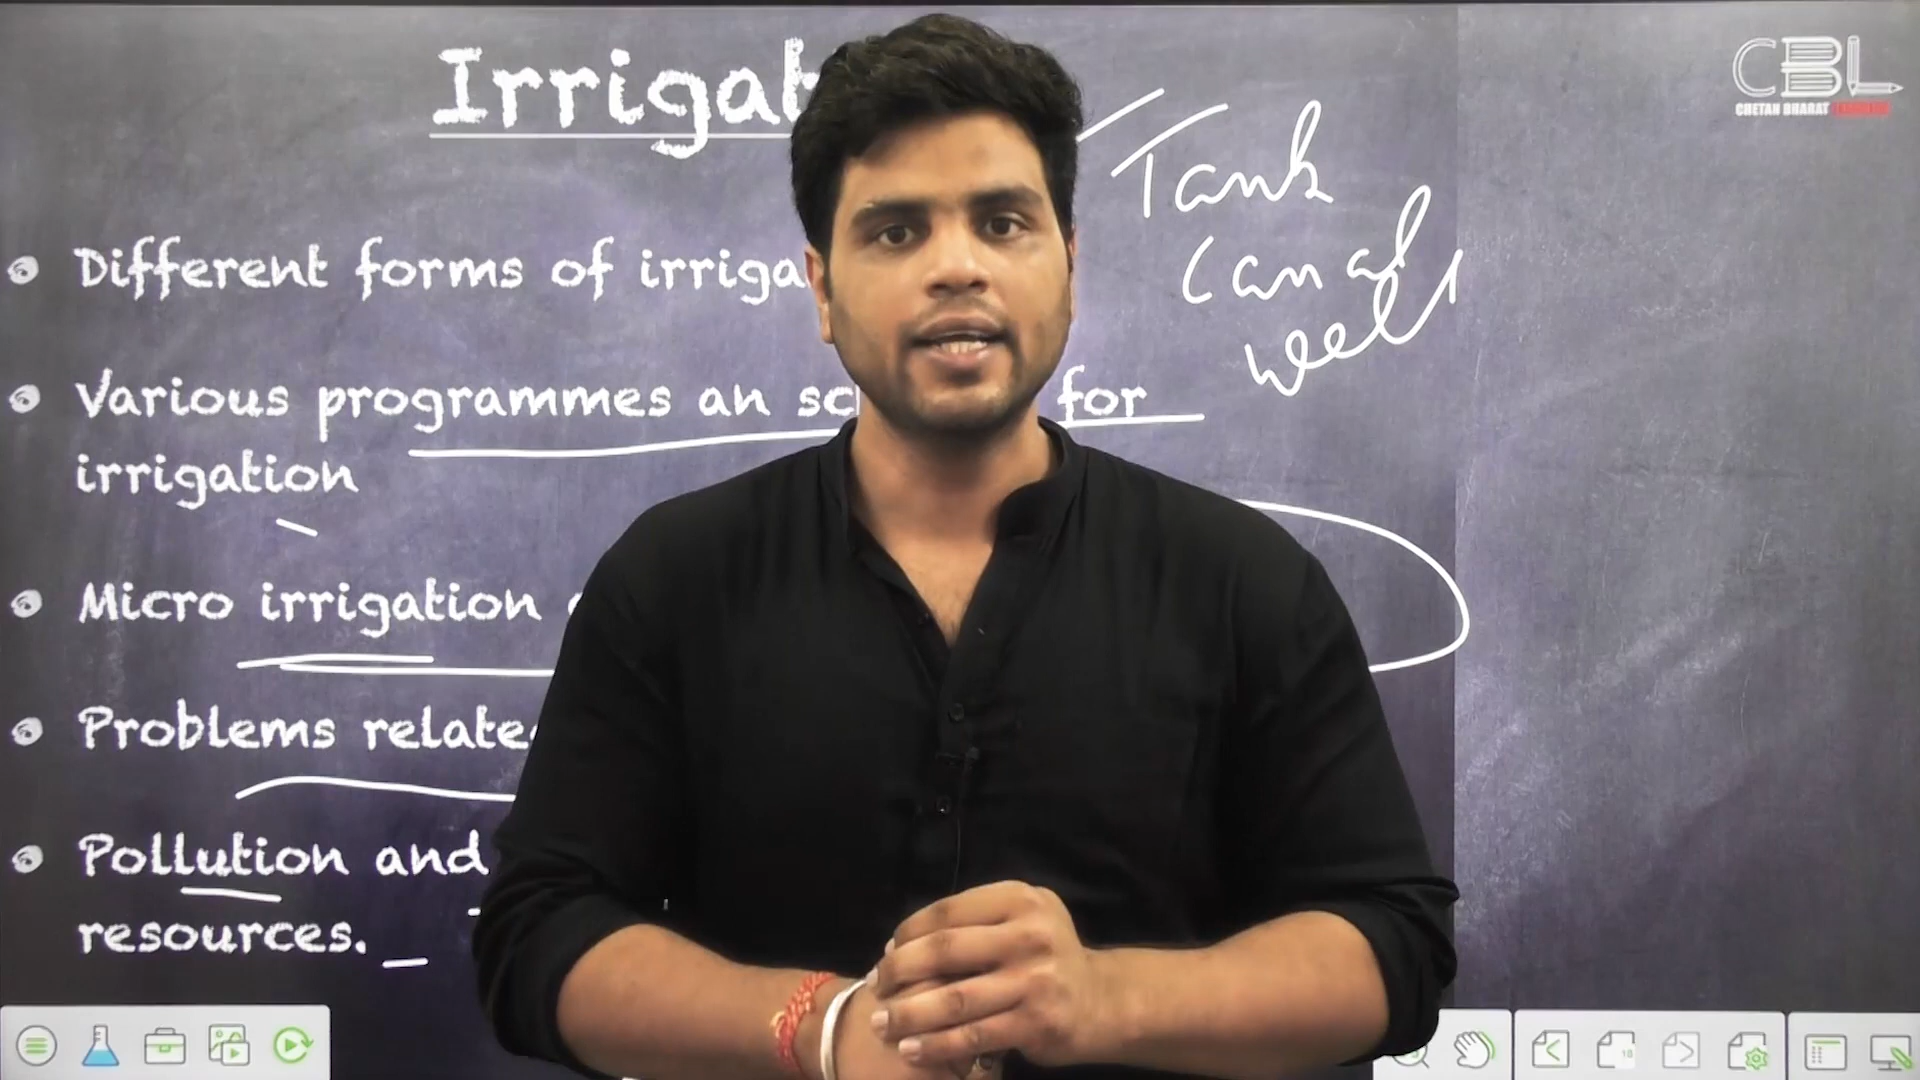 Irrigat
Tank
Canal
well
Different forms of irriga
Various programmes an sc for
irrigation
Micro irrigation
Problems relate
Pollution and
resources.
CBL
CHETAN BHARAT
18